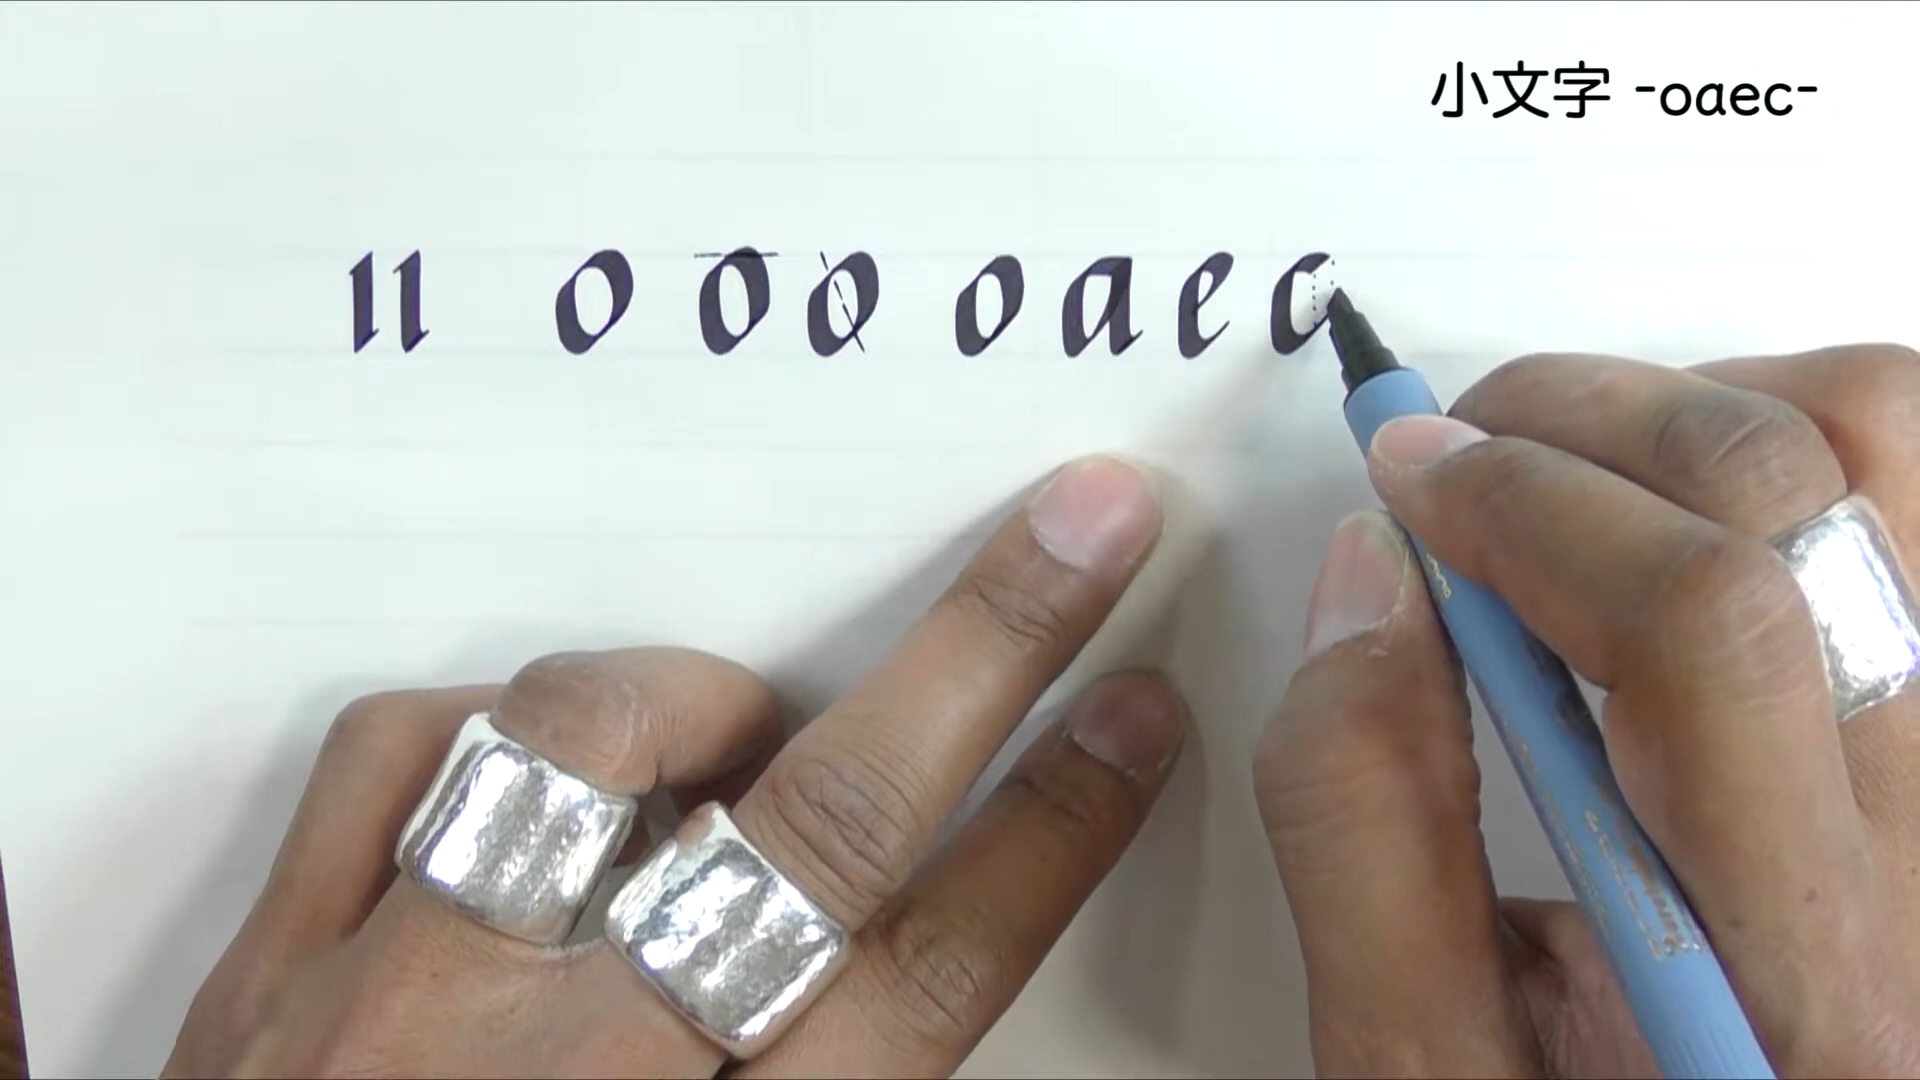 小文字 -oaec-
ıı o o o o a e c